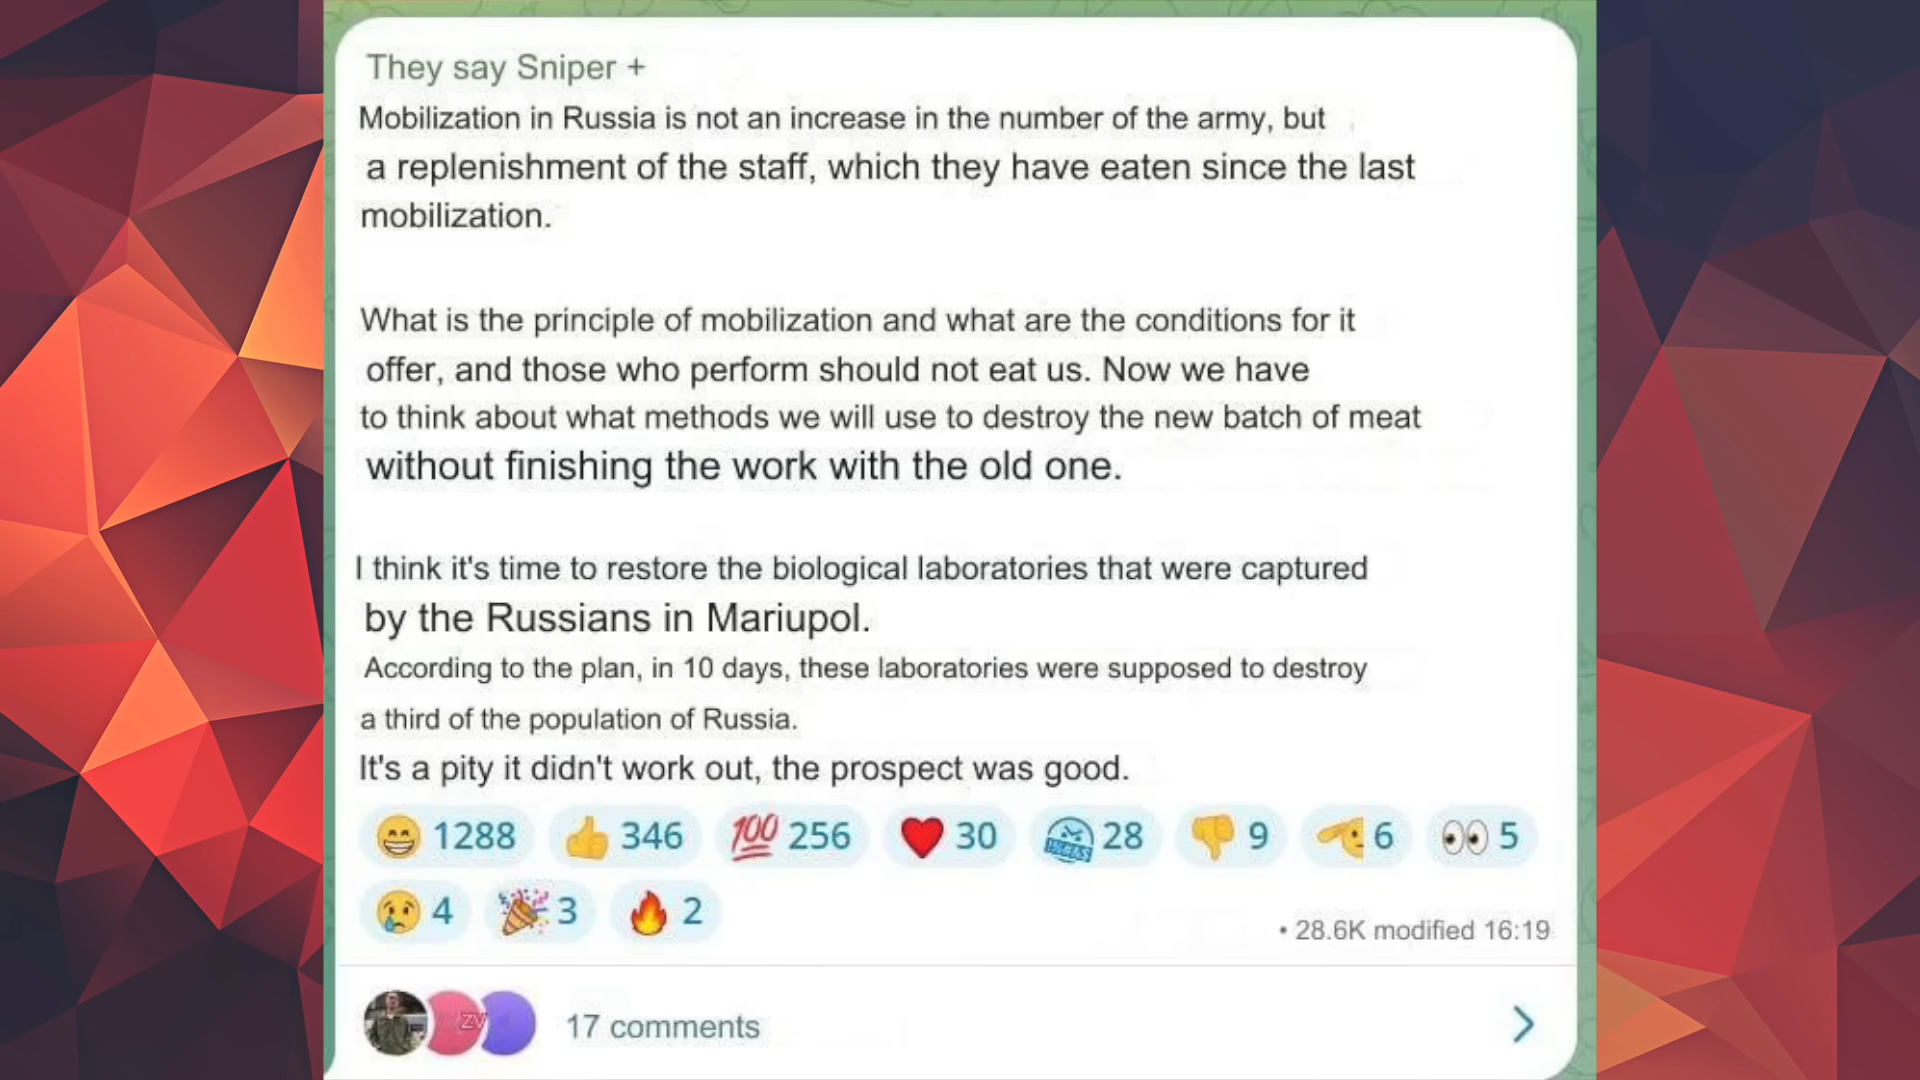 They say Sniper +
Mobilization in Russia is not an increase in the number of the army, but
a replenishment of the staff, which they have eaten since the last
mobilization.
What is the principle of mobilization and what are the conditions for it
offer, and those who perform should not eat us. Now we have
to think about what methods we will use to destroy the new batch of meat
without finishing the work with the old one.
I think it's time to restore the biological laboratories that were captured
by the Russians in Mariupol.
According to the plan, in 10 days, these laboratories were supposed to destroy
a third of the population of Russia.
It's a pity it didn't work out, the prospect was good.
1288 346 100 256 30 28 9 6 5
4 3 2
• 28.6K modified 16:19
ZV
17 comments